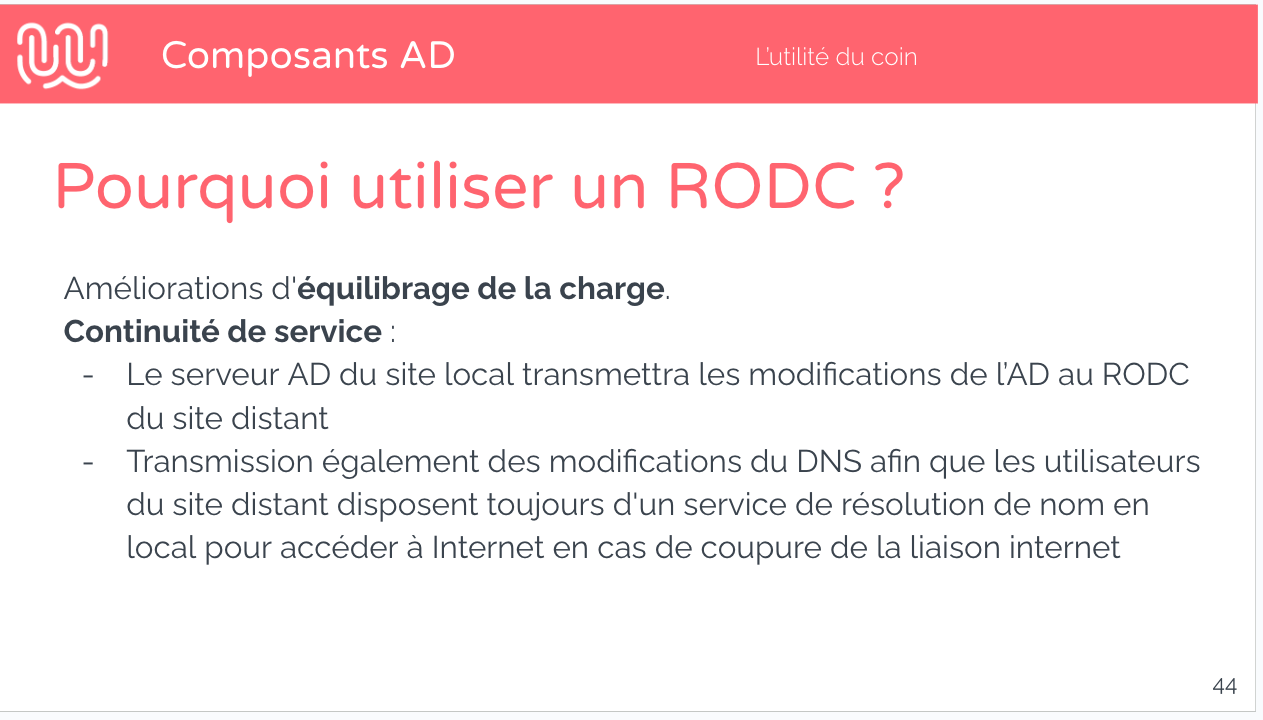 Composants AD
L’utilité du coin
Pourquoi utiliser un RODC ?
Améliorations d'équilibrage de la charge.
Continuité de service :
- Le serveur AD du site local transmettra les modifications de l’AD au RODC
du site distant
- Transmission également des modifications du DNS afin que les utilisateurs
du site distant disposent toujours d'un service de résolution de nom en
local pour accéder à Internet en cas de coupure de la liaison internet
44